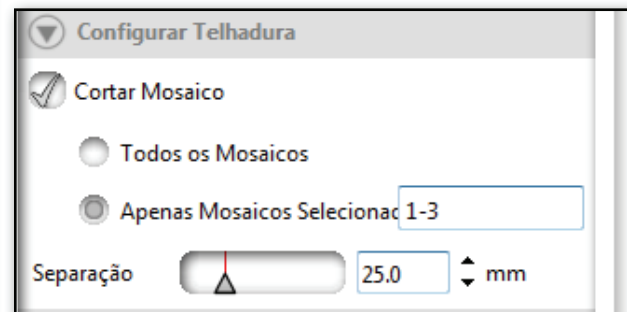 Configurar Telhadura
Cortar Mosaico
Todos os Mosaicos
Apenas Mosaicos Selecionac 1-3
Separação 25.0 mm